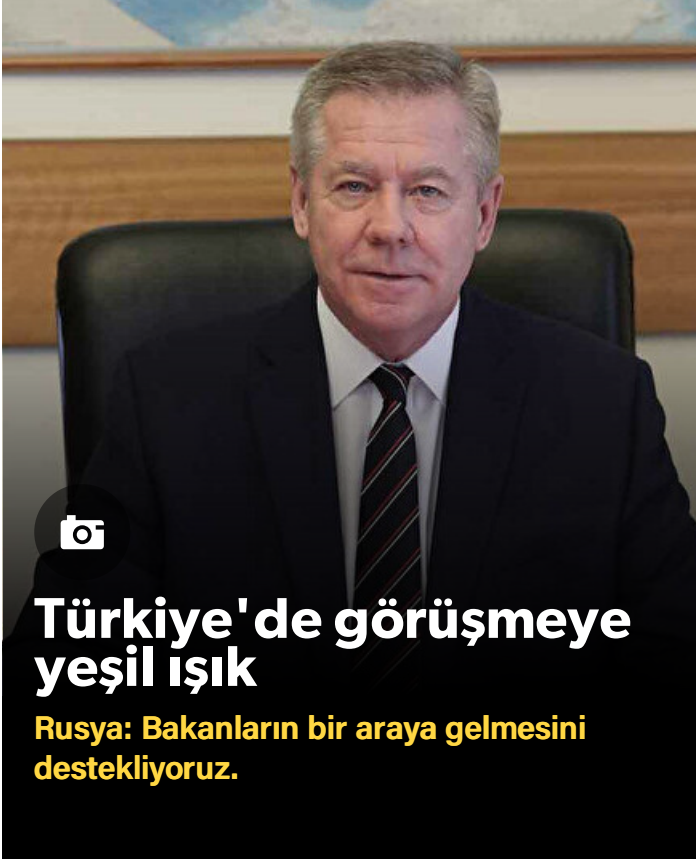 Türkiye'de görüşmeye
yeşil ışık
Rusya: Bakanların bir araya gelmesini
destekliyoruz.